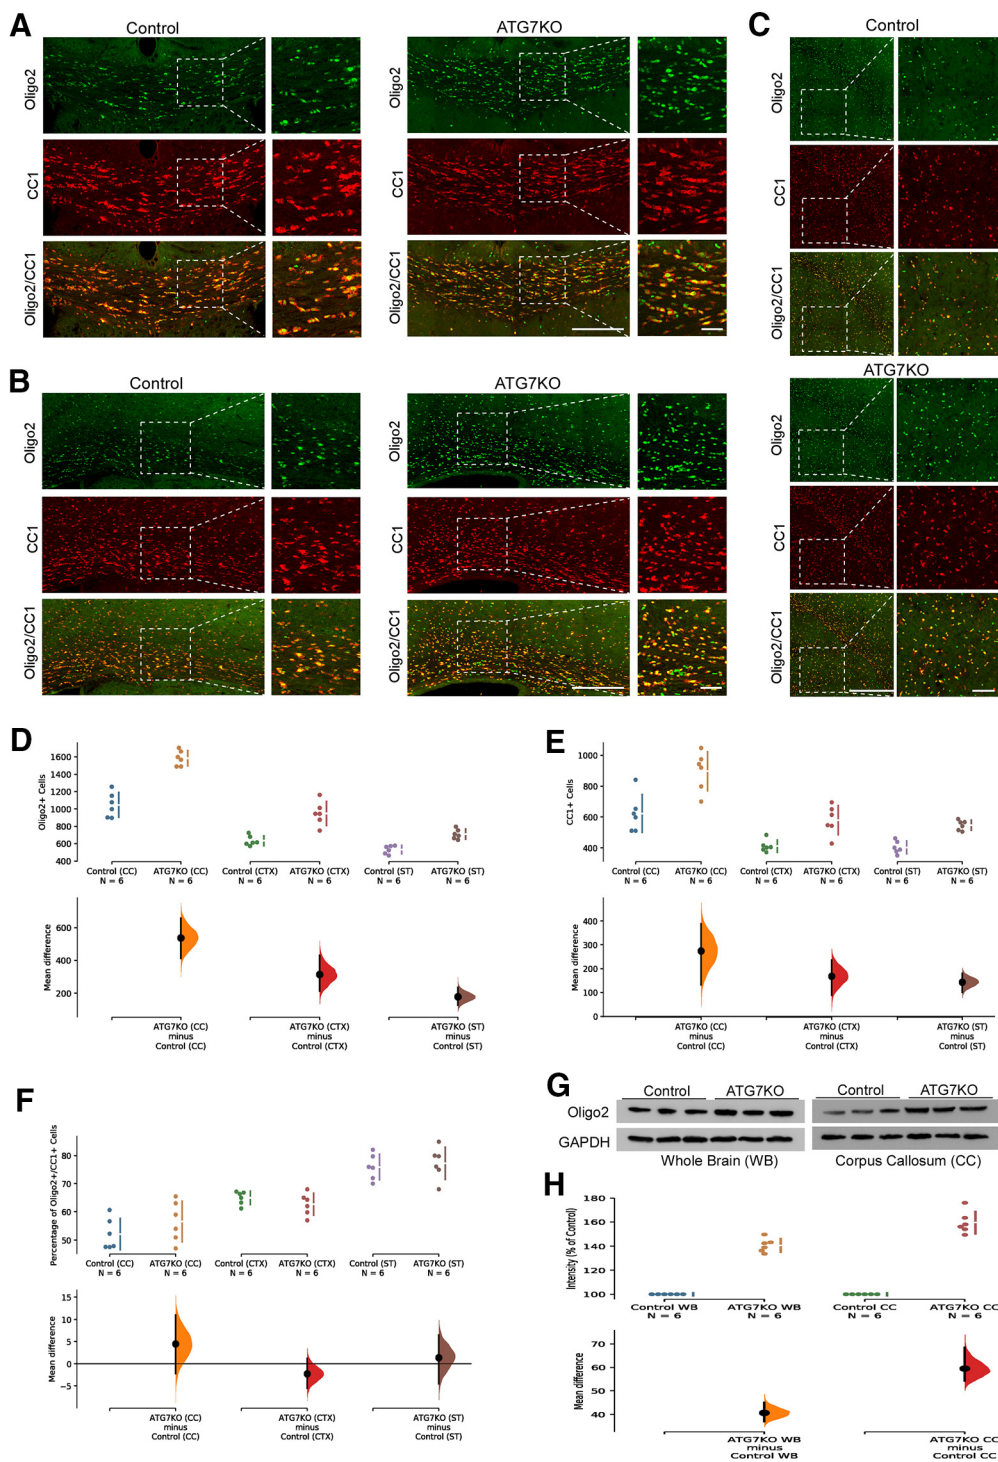 A
Control
ATG7KO
Oligo2
Oligo2
CC1
CC1
Oligo2/CC1
Oligo2/CC1
B
Control
ATG7KO
Oligo2
Oligo2
CC1
CC1
Oligo2/CC1
Oligo2/CC1
C
Control
Oligo2
CC1
Oligo2/CC1
ATG7KO
Oligo2
CC1
Oligo2/CC1
D
Oligo2+ Cells
1600
1400
1200
1000
800
600
400
Control (CC) ATG7KO (CC) Control (CTX) ATG7KO (CTX) Control (ST) ATG7KO (ST)
N = 6 N = 6 N = 6 N = 6 N = 6 N = 6
Mean difference
600
400
200
ATG7KO (CC) ATG7KO (CTX) ATG7KO (ST)
minus minus minus
Control (CC) Control (CTX) Control (ST)
E
CC1+ Cells
1000
800
600
400
Control (CC) ATG7KO (CC) Control (CTX) ATG7KO (CTX) Control (ST) ATG7KO (ST)
N = 6 N = 6 N = 6 N = 6 N = 6 N = 6
Mean difference
400
300
200
100
0
ATG7KO (CC) ATG7KO (CTX) ATG7KO (ST)
minus minus minus
Control (CC) Control (CTX) Control (ST)
F
Percentage of Oligo2+/CC1+ Cells
80
70
60
50
Control (CC) ATG7KO (CC) Control (CTX) ATG7KO (CTX) Control (ST) ATG7KO (ST)
N = 6 N = 6 N = 6 N = 6 N = 6 N = 6
Mean difference
15
10
5
0
−5
ATG7KO (CC) ATG7KO (CTX) ATG7KO (ST)
minus minus minus
Control (CC) Control (CTX) Control (ST)
G
Control ATG7KO Control ATG7KO
Oligo2
GAPDH
Whole Brain (WB) Corpus Callosum (CC)
H
Intensity (% of Control)
180
160
140
120
100
Control WB ATG7KO WB Control CC ATG7KO CC
N = 6 N = 6 N = 6 N = 6
Mean difference
70
60
50
40
ATG7KO WB ATG7KO CC
minus minus
Control WB Control CC